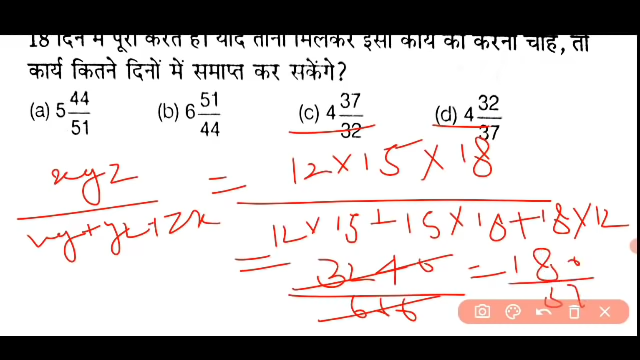 18 दिन में पूरा करते हैं। यदि तीनों मिलकर इसी कार्य को करना चाहें, तो
कार्य कितने दिनों में समाप्त कर सकेंगे?
(a) 5 44/51 (b) 6 51/44 (c) 4 37/32 (d) 4 32/37
xyz/xy+yz+zx = 12×15×18/12×15+15×18+18×12
= 3240/ = 180/37